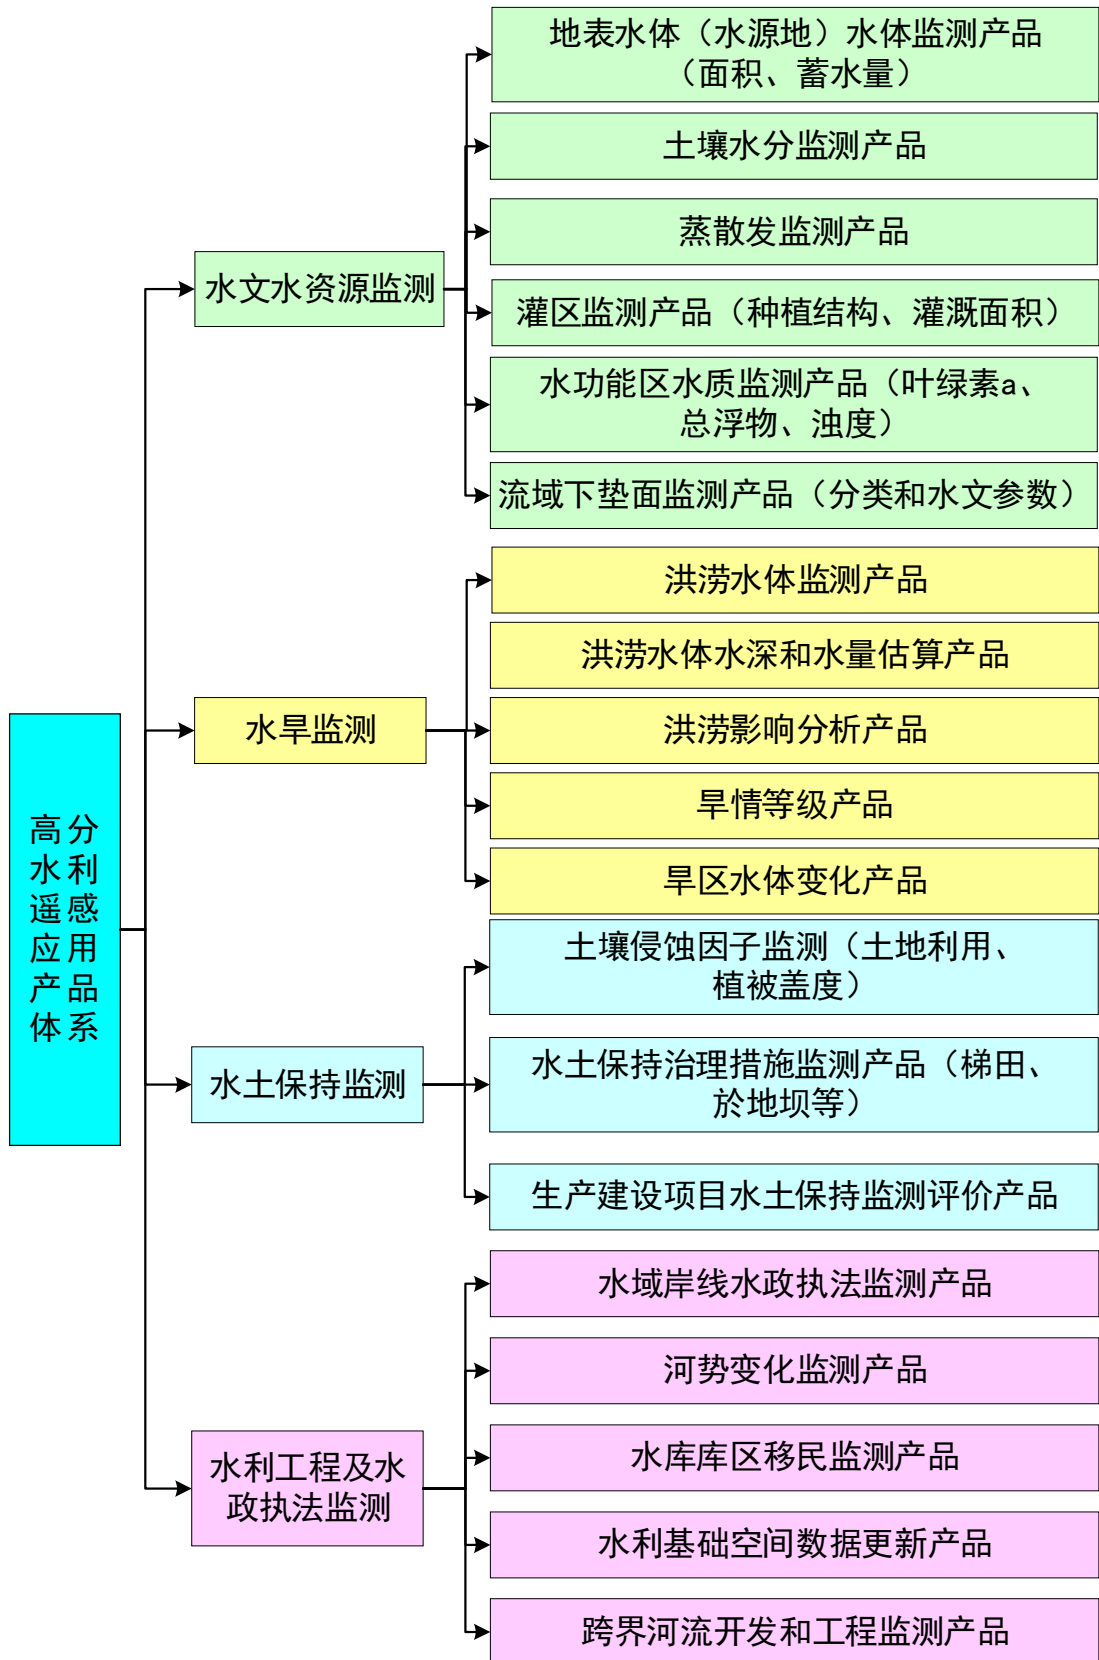 地表水体（水源地）水体监测产品
（面积、蓄水量）
土壤水分监测产品
蒸散发监测产品
水文水资源监测
灌区监测产品（种植结构、灌溉面积）
水功能区水质监测产品（叶绿素a、
总浮物、浊度）
流域下垫面监测产品（分类和水文参数）
洪涝水体监测产品
洪涝水体水深和水量估算产品
水旱监测
洪涝影响分析产品
旱情等级产品
旱区水体变化产品
高分
水利
遥感
应用
产品
体系
土壤侵蚀因子监测（土地利用、
植被盖度）
水土保持监测
水土保持治理措施监测产品（梯田、
於地坝等）
生产建设项目水土保持监测评价产品
水域岸线水政执法监测产品
河势变化监测产品
水利工程及水
政执法监测
水库库区移民监测产品
水利基础空间数据更新产品
跨界河流开发和工程监测产品